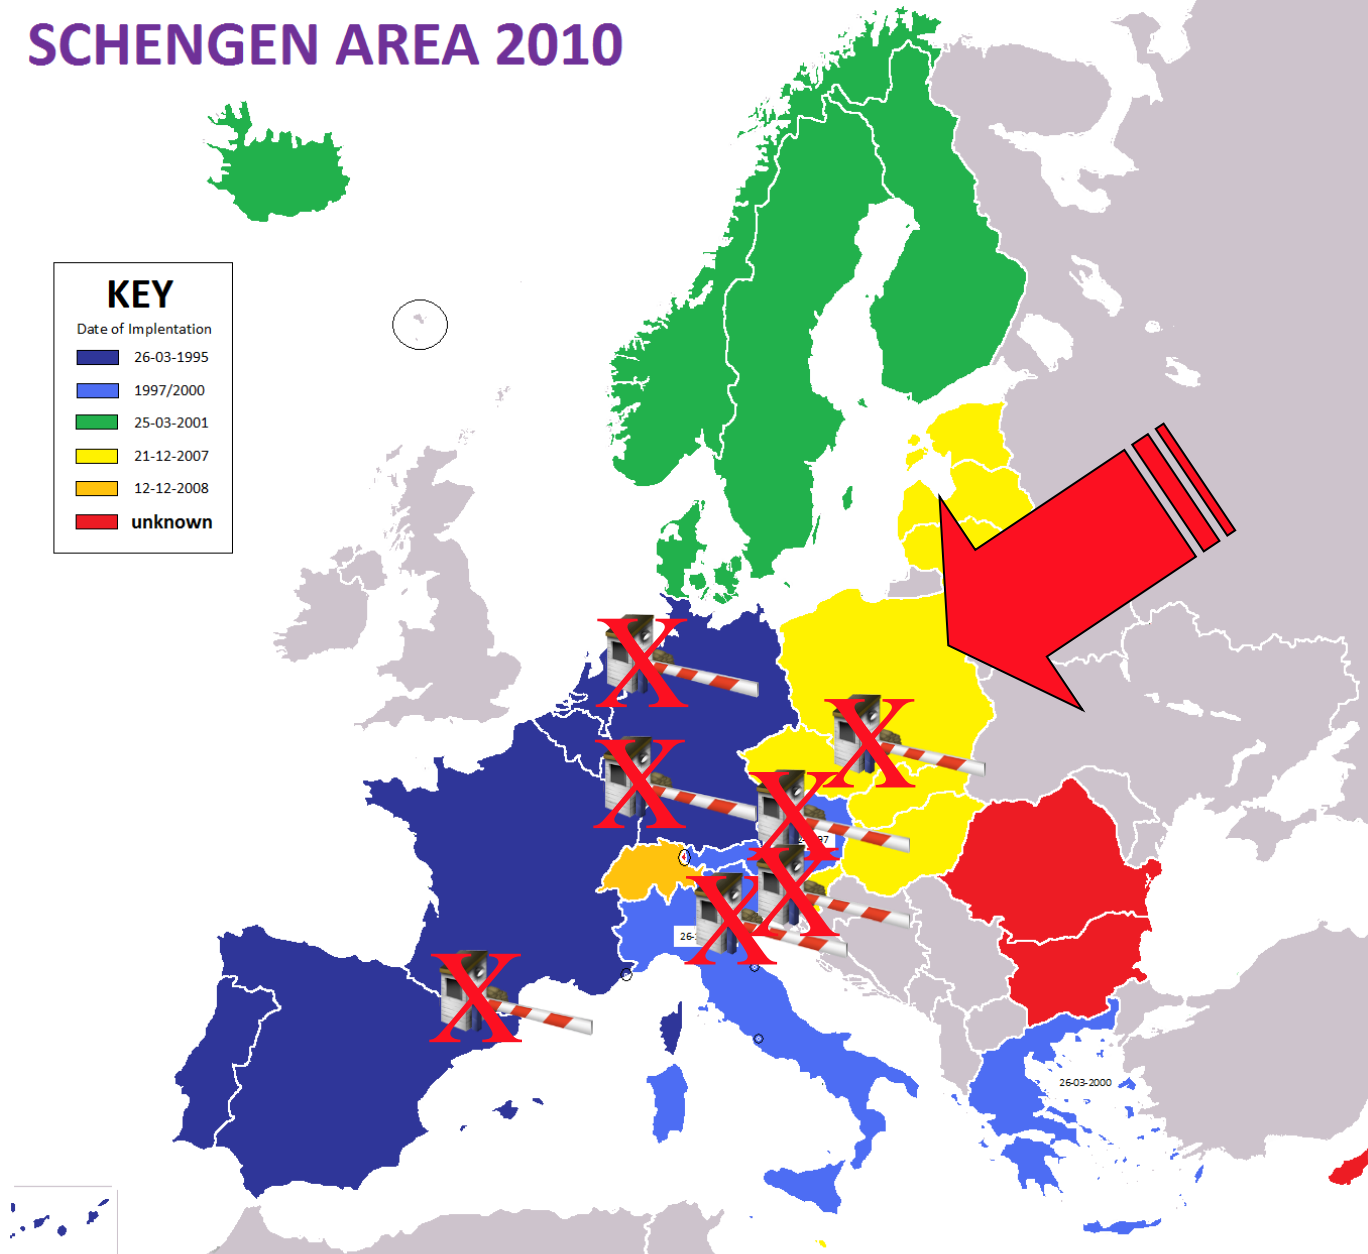 SCHENGEN AREA 2010
KEY
Date of Implentation
26-03-1995
1997/2000
25-03-2001
21-12-2007
12-12-2008
unknown
X
X
X
X
X
X
X
26-03-2000